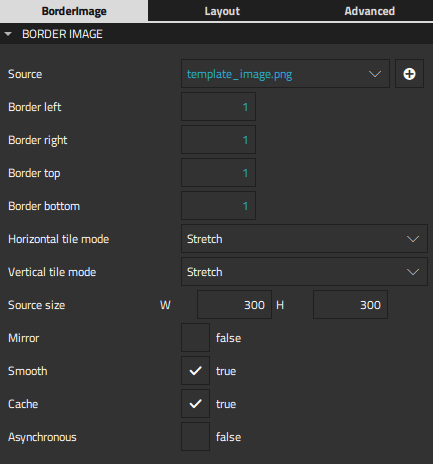 BorderImage Layout Advanced
BORDER IMAGE
Source template_image.png
Border left 1
Border right 1
Border top 1
Border bottom 1
Horizontal tile mode Stretch
Vertical tile mode Stretch
Source size W 300 H 300
Mirror false
Smooth true
Cache true
Asynchronous false